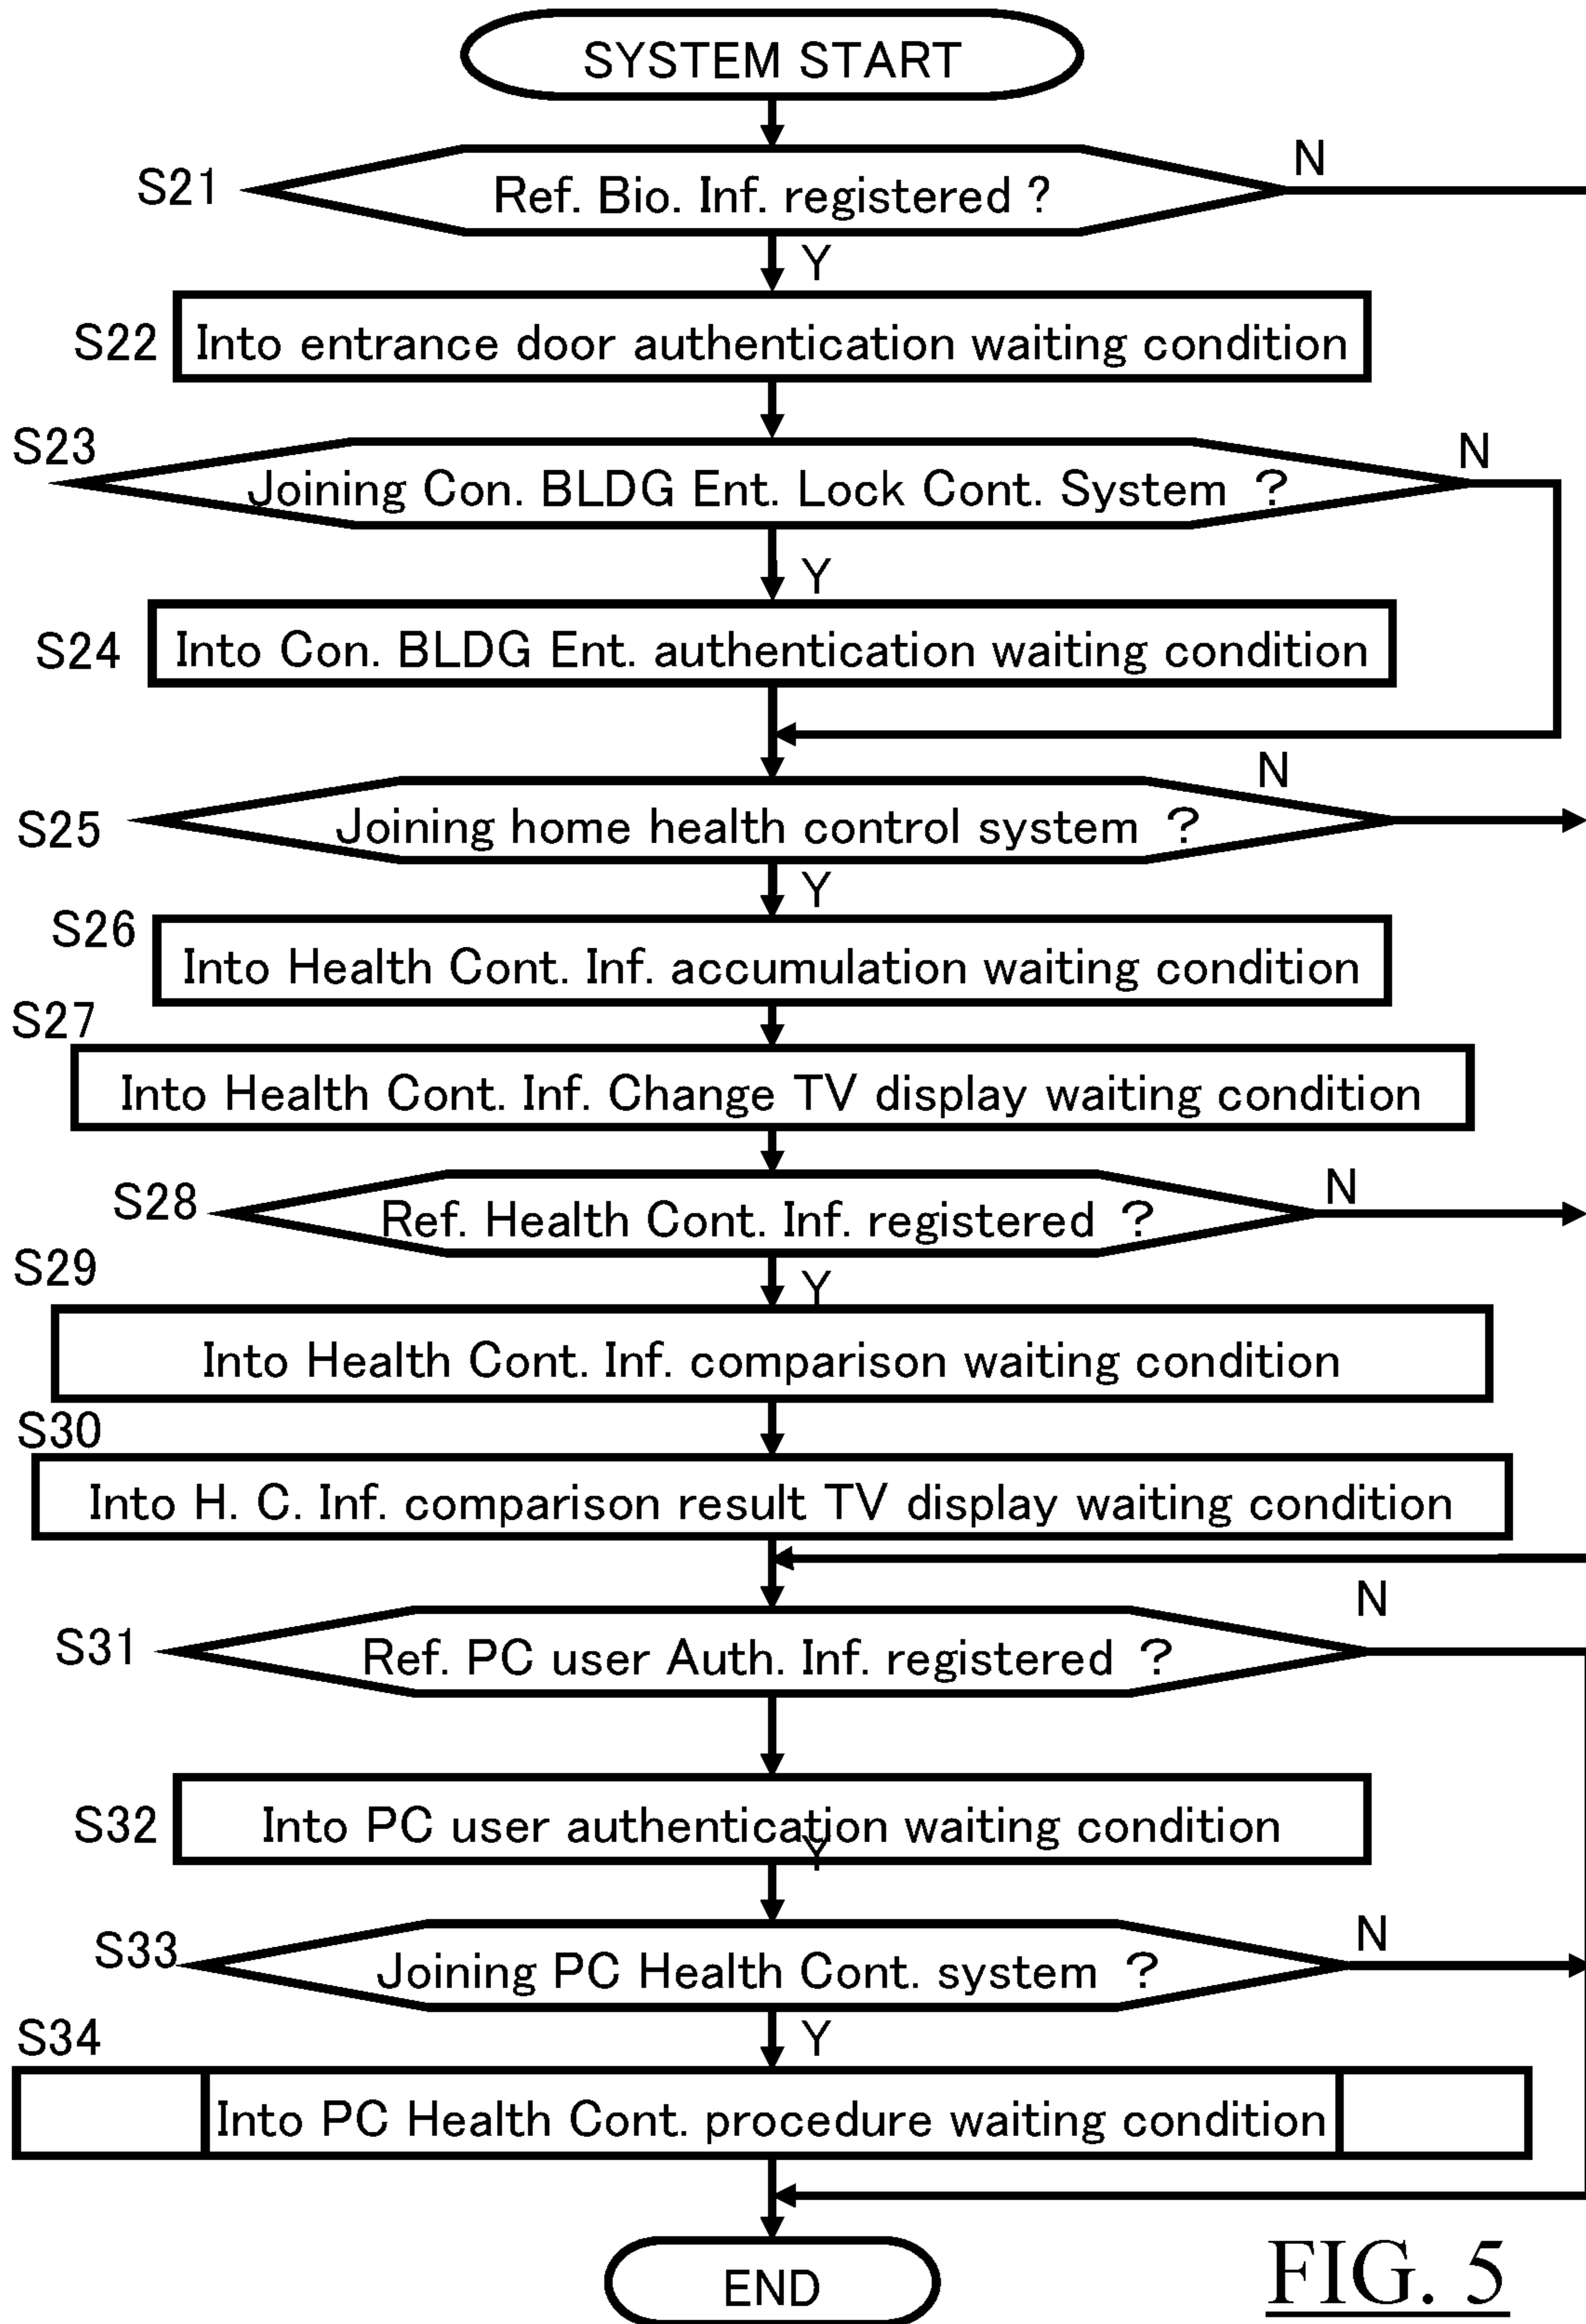 SYSTEM START
N
S21
Ref. Bio. Inf. registered ?
Y
S22
Into entrance door authentication waiting condition
S23
N
Joining Con. BLDG Ent. Lock Cont. System ?
Y
S24
Into Con. BLDG Ent. authentication waiting condition
N
S25
Joining home health control system ?
Y
S26
Into Health Cont. Inf. accumulation waiting condition
S27
Into Health Cont. Inf. Change TV display waiting condition
S28
N
Ref. Health Cont. Inf. registered ?
S29
Y
Into Health Cont. Inf. comparison waiting condition
S30
Into H. C. Inf. comparison result TV display waiting condition
N
S31
Ref. PC user Auth. Inf. registered ?
S32
Into PC user authentication waiting condition
Y
S33
N
Joining PC Health Cont. system ?
S34
Y
Into PC Health Cont. procedure waiting condition
END
FIG. 5